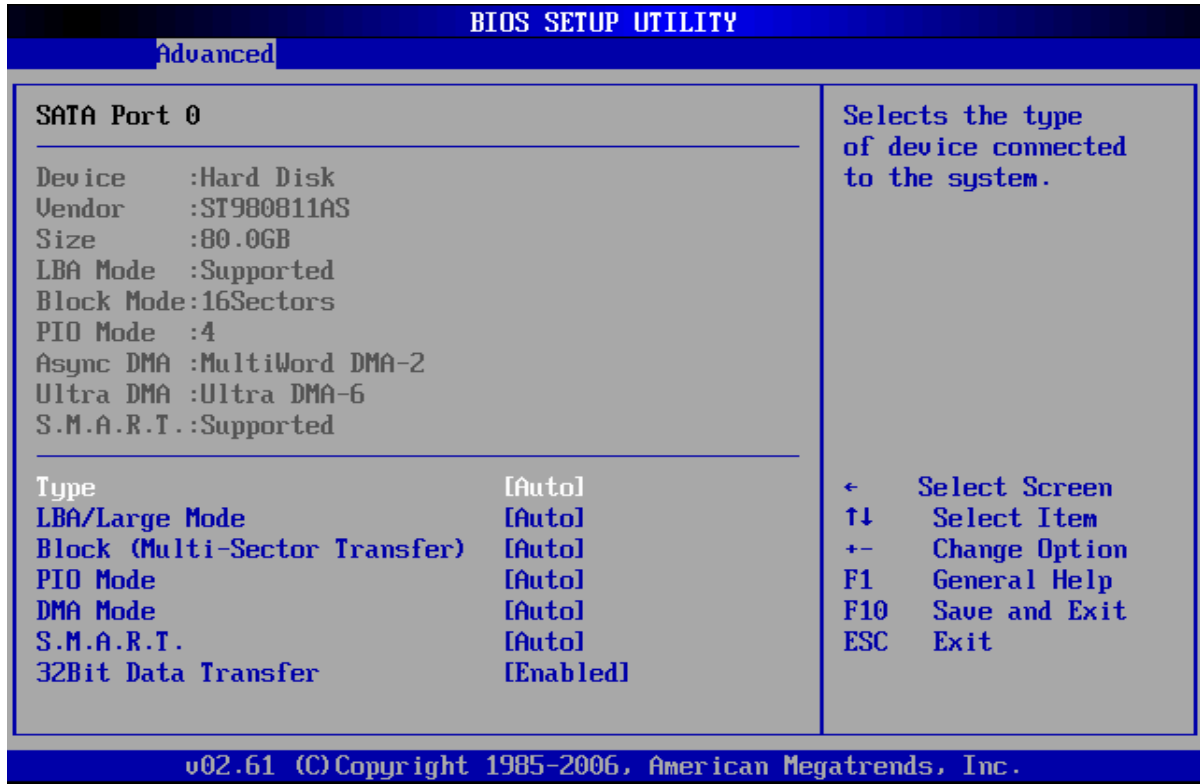 BIOS SETUP UTILITY
Advanced
SATA Port 0
Device :Hard Disk
Vendor :ST980811AS
Size :80.0GB
LBA Mode :Supported
Block Mode:16Sectors
PIO Mode :4
Async DMA :MultiWord DMA-2
Ultra DMA :Ultra DMA-6
S.M.A.R.T.:Supported
Type [Auto]
LBA/Large Mode [Auto]
Block (Multi-Sector Transfer) [Auto]
PIO Mode [Auto]
DMA Mode [Auto]
S.M.A.R.T. [Auto]
32Bit Data Transfer [Enabled]
Selects the type
of device connected
to the system.
← Select Screen
↑↓ Select Item
+- Change Option
F1 General Help
F10 Save and Exit
ESC Exit
v02.61 (C)Copyright 1985-2006, American Megatrends, Inc.